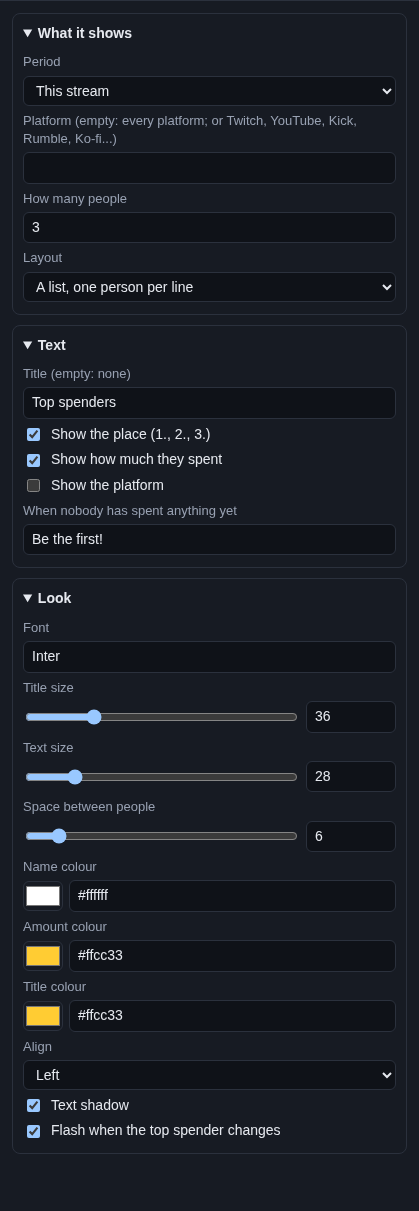 What it shows
Period
This stream
Platform (empty: every platform; or Twitch, YouTube, Kick,
Rumble, Ko-fi...)
How many people
3
Layout
A list, one person per line
Text
Title (empty: none)
Top spenders
Show the place (1., 2., 3.)
Show how much they spent
Show the platform
When nobody has spent anything yet
Be the first!
Look
Font
Inter
Title size
36
Text size
28
Space between people
6
Name colour
#ffffff
Amount colour
#ffcc33
Title colour
#ffcc33
Align
Left
Text shadow
Flash when the top spender changes